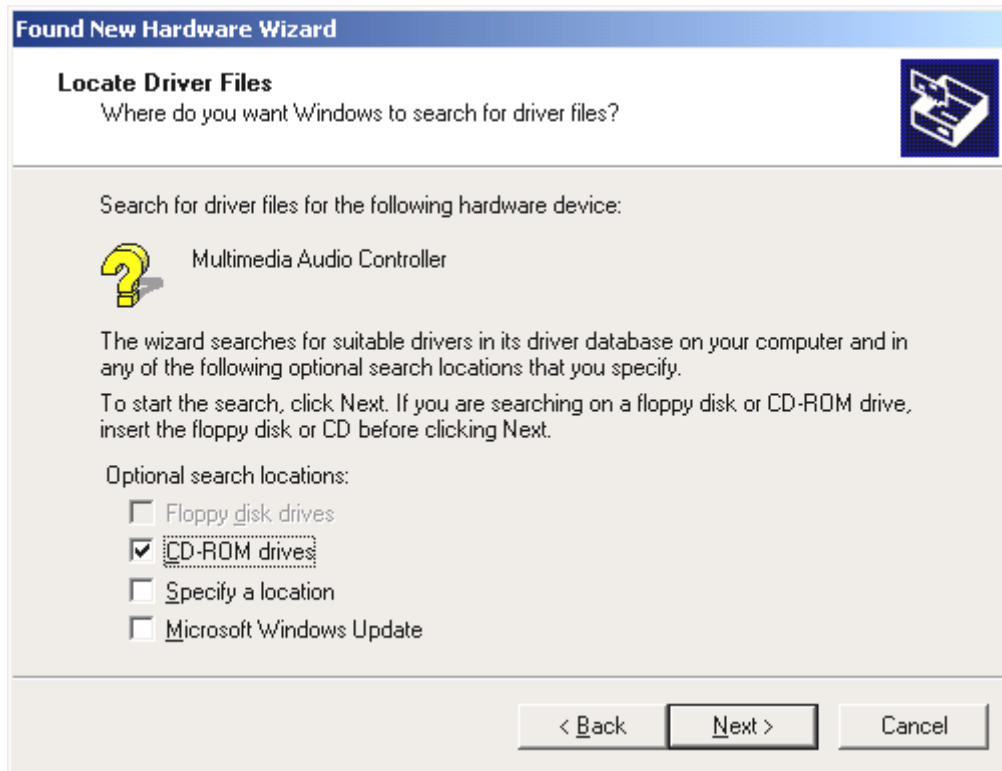 Found New Hardware Wizard
Locate Driver Files
Where do you want Windows to search for driver files?
Search for driver files for the following hardware device:
Multimedia Audio Controller
The wizard searches for suitable drivers in its driver database on your computer and in
any of the following optional search locations that you specify.
To start the search, click Next. If you are searching on a floppy disk or CD-ROM drive,
insert the floppy disk or CD before clicking Next.
Optional search locations:
Floppy disk drives
CD-ROM drives
Specify a location
Microsoft Windows Update
< Back Next > Cancel